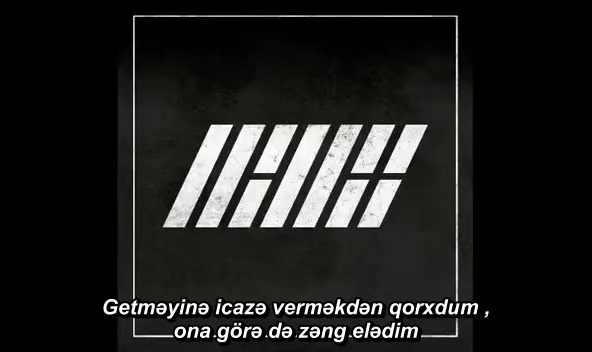 Getməyinə icazə verməkdən qorxdum ,
ona görə də zəng elədim